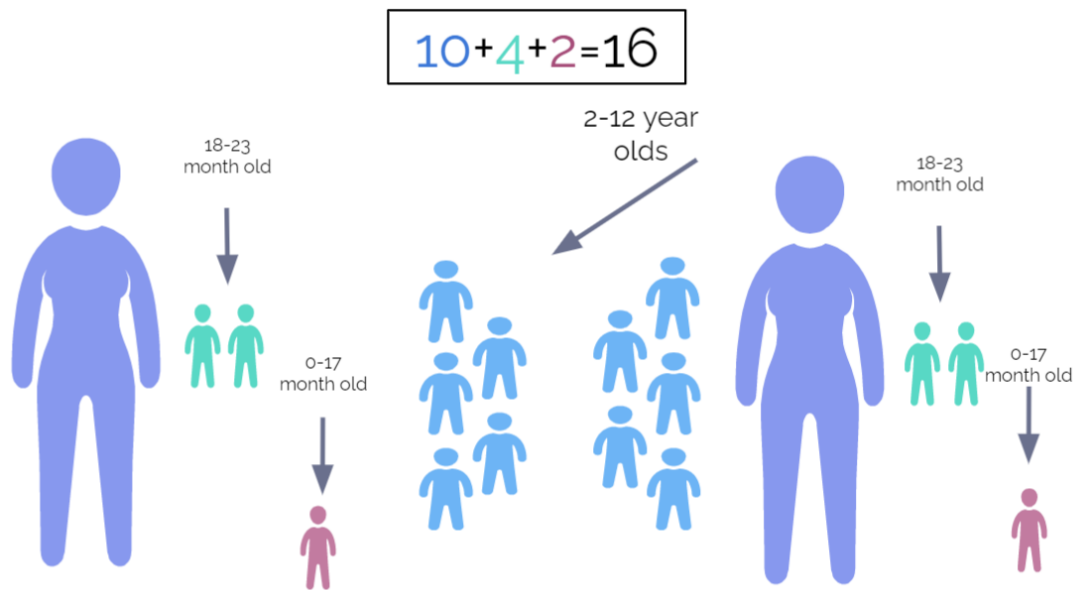 10+4+2=16
2-12 year
olds
18-23
month old
0-17
month old
18-23
month old
0-17
month old